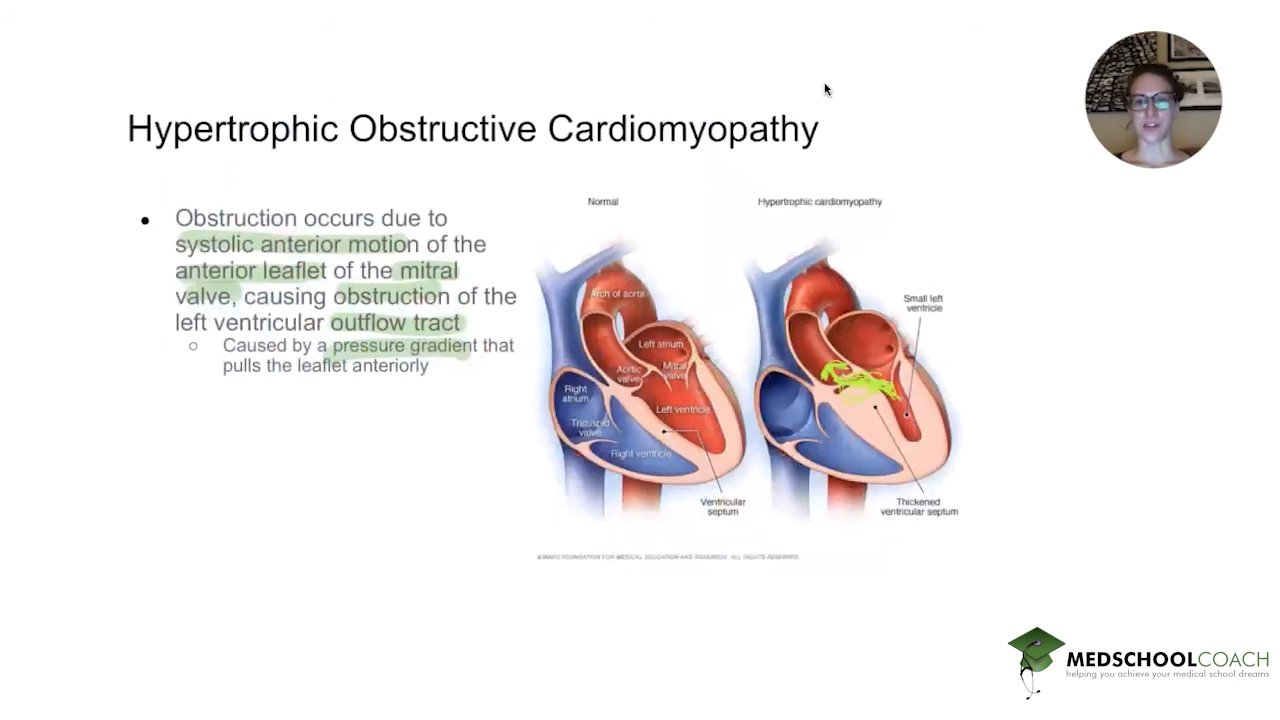 Hypertrophic Obstructive Cardiomyopathy
Obstruction occurs due to
systolic anterior motion of the
anterior leaflet of the mitral
valve, causing obstruction of the
left ventricular outflow tract
Caused by a pressure gradient that
pulls the leaflet anteriorly
Normal
Arch of aorta
Left atrium
Aortic
valve
Mitral
valve
Right
atrium
Left ventricle
Tricuspid
valve
Right ventricle
Ventricular
septum
Hypertrophic cardiomyopathy
Small left
ventricle
Thickened
ventricular septum
© MAYO FOUNDATION FOR MEDICAL EDUCATION AND RESEARCH. ALL RIGHTS RESERVED.
MEDSCHOOLCOACH
helping you achieve your medical school dreams